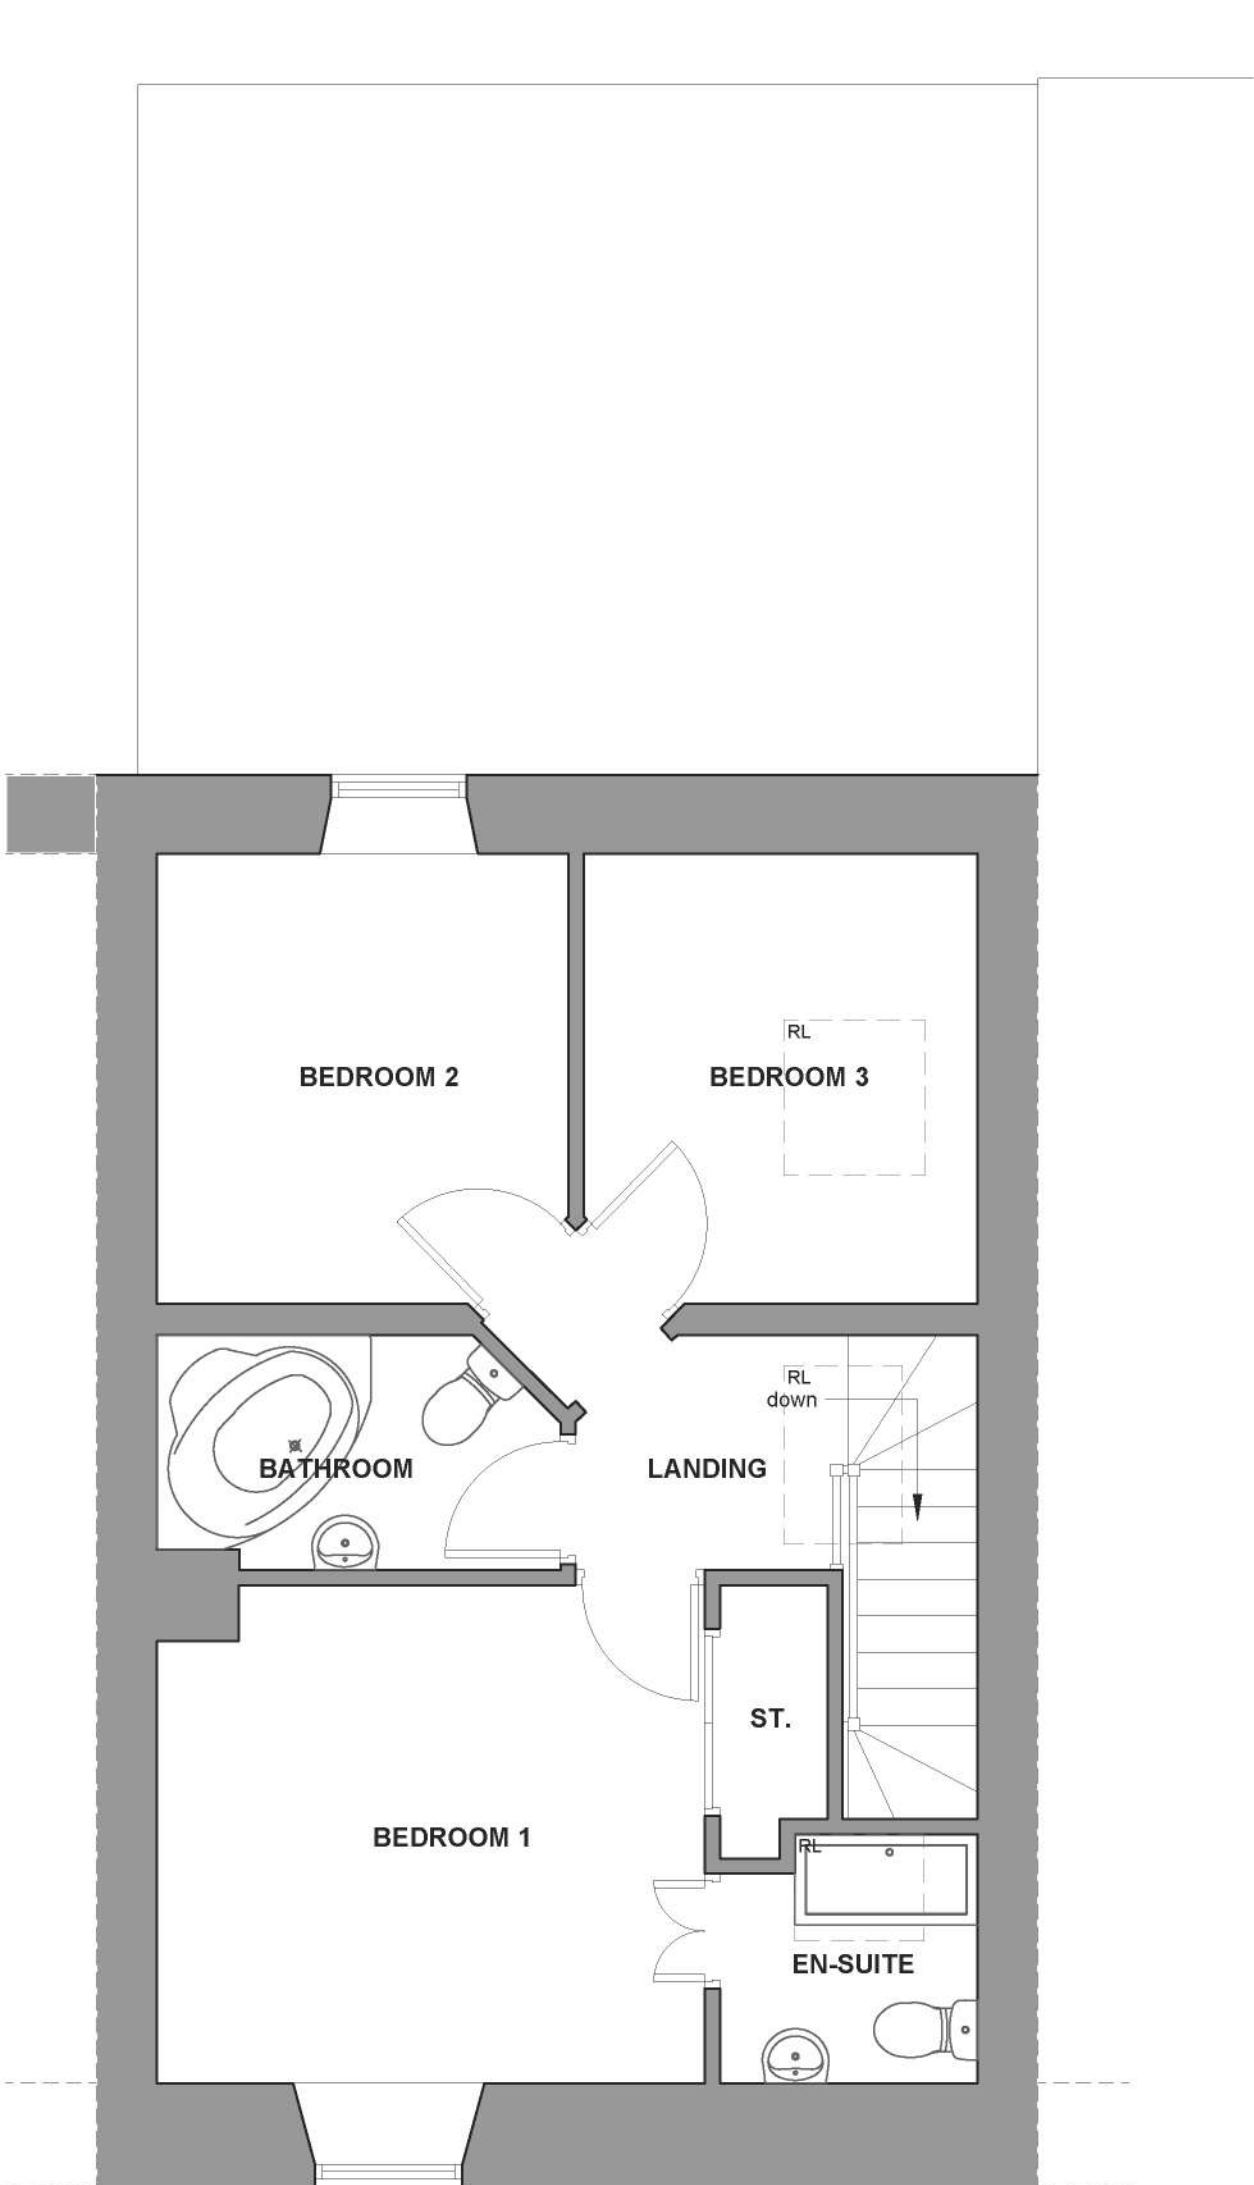 RL
BEDROOM 2
BEDROOM 3
RL
down
BATHROOM
LANDING
ST.
BEDROOM 1
RL
EN-SUITE